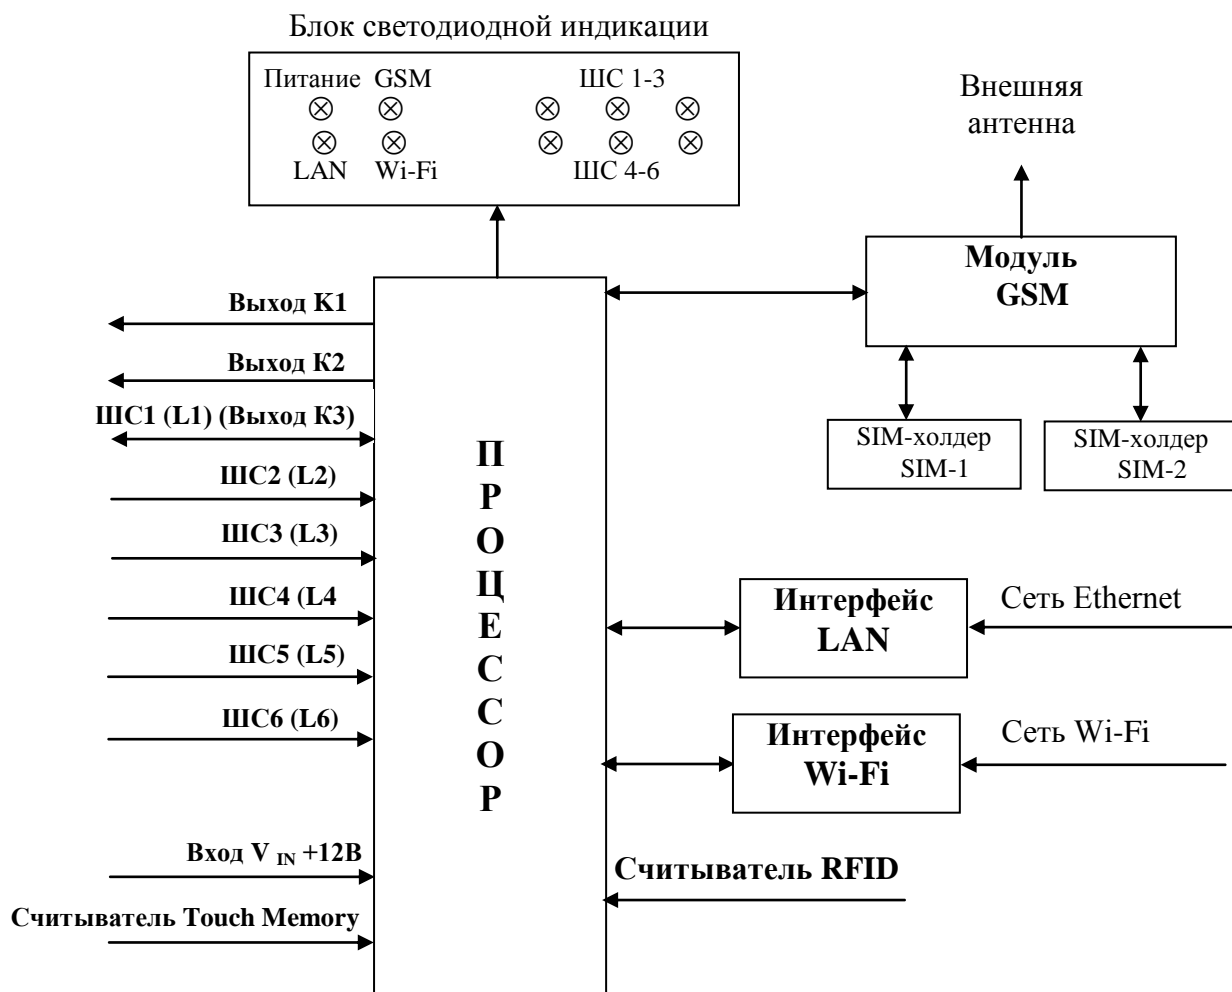 Блок светодиодной индикации
Питание GSM
ШС 1-3
LAN Wi-Fi
ШС 4-6
Внешняя
антенна
Модуль
GSM
SIM-холдер
SIM-1
SIM-холдер
SIM-2
Выход К1
Выход К2
ШС1 (L1) (Выход К3)
ШС2 (L2)
ШС3 (L3)
ШС4 (L4
ШС5 (L5)
ШС6 (L6)
Вход V IN +12В
Считыватель Touch Memory
П
Р
О
Ц
Е
С
С
О
Р
Интерфейс
LAN
Сеть Ethernet
Интерфейс
Wi-Fi
Сеть Wi-Fi
Считыватель RFID